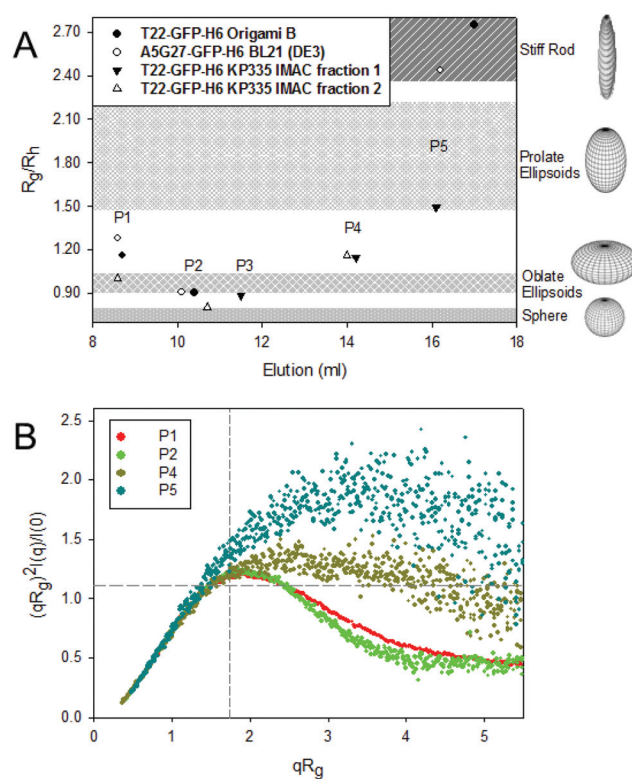 A
T22-GFP-H6 Origami B
A5G27-GFP-H6 BL21 (DE3)
T22-GFP-H6 KP335 IMAC fraction 1
T22-GFP-H6 KP335 IMAC fraction 2
2.70
2.40
2.10
1.80
1.50
1.20
0.90
Rg/Rh
P1
P2
P3
P4
P5
8
10
12
14
16
18
Elution (ml)
Stiff Rod
Prolate
Ellipsoids
Oblate
Ellipsoids
Sphere
B
P1
P2
P4
P5
2.5
2.0
1.5
1.0
0.5
0.0
(qRg)2I(q)/I(0)
0
1
2
3
4
5
qRg